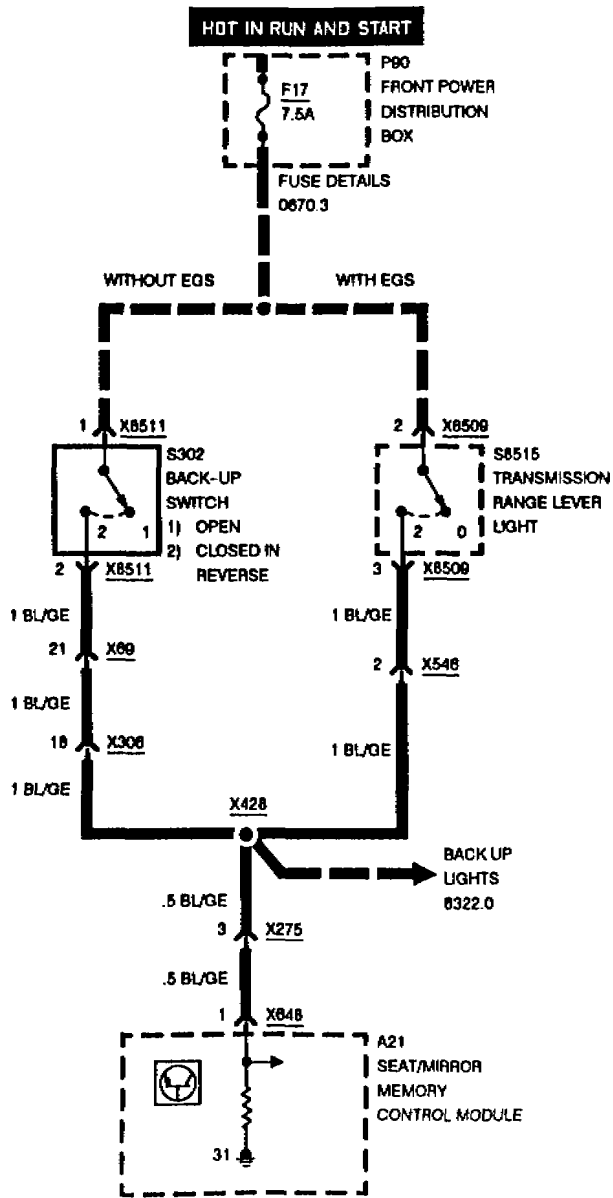 HOT IN RUN AND START
P90
FRONT POWER
DISTRIBUTION
BOX
F17
7.5A
FUSE DETAILS
0670.3
WITHOUT EGS
WITH EGS
1 X8511
2 X8509
S302
BACK-UP
SWITCH
1) OPEN
2) CLOSED IN
REVERSE
2 1
S8515
TRANSMISSION
RANGE LEVER
LIGHT
2 0
2 X8511
3 X8509
1 BL/GE
1 BL/GE
21 X69
2 X546
1 BL/GE
18 X306
1 BL/GE
1 BL/GE
X428
BACK UP
LIGHTS
6322.0
.5 BL/GE
3 X275
.5 BL/GE
1 X648
A21
SEAT/MIRROR
MEMORY
CONTROL MODULE
31